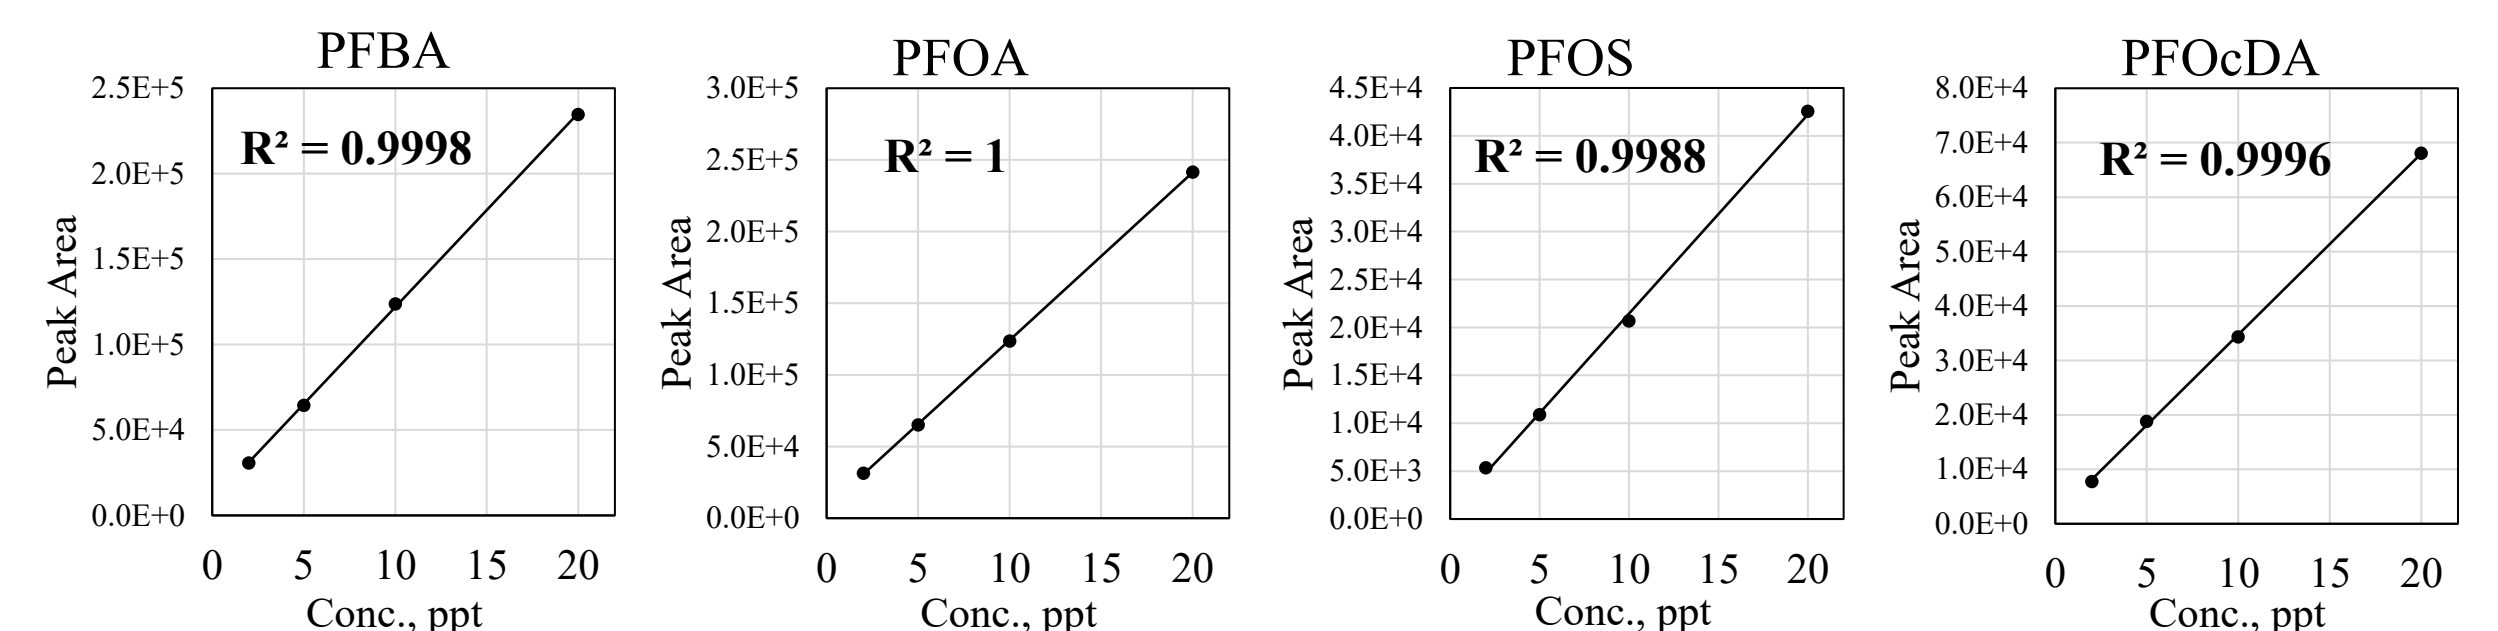 PFBA
2.5E+5
2.0E+5
1.5E+5
1.0E+5
5.0E+4
0.0E+0
R² = 0.9998
Peak Area
0 5 10 15 20
Conc., ppt
PFOA
3.0E+5
2.5E+5
2.0E+5
1.5E+5
1.0E+5
5.0E+4
0.0E+0
R² = 1
Peak Area
0 5 10 15 20
Conc., ppt
PFOS
4.5E+4
4.0E+4
3.5E+4
3.0E+4
2.5E+4
2.0E+4
1.5E+4
1.0E+4
5.0E+3
0.0E+0
R² = 0.9988
Peak Area
0 5 10 15 20
Conc., ppt
PFOcDA
8.0E+4
7.0E+4
6.0E+4
5.0E+4
4.0E+4
3.0E+4
2.0E+4
1.0E+4
0.0E+0
R² = 0.9996
Peak Area
0 5 10 15 20
Conc., ppt